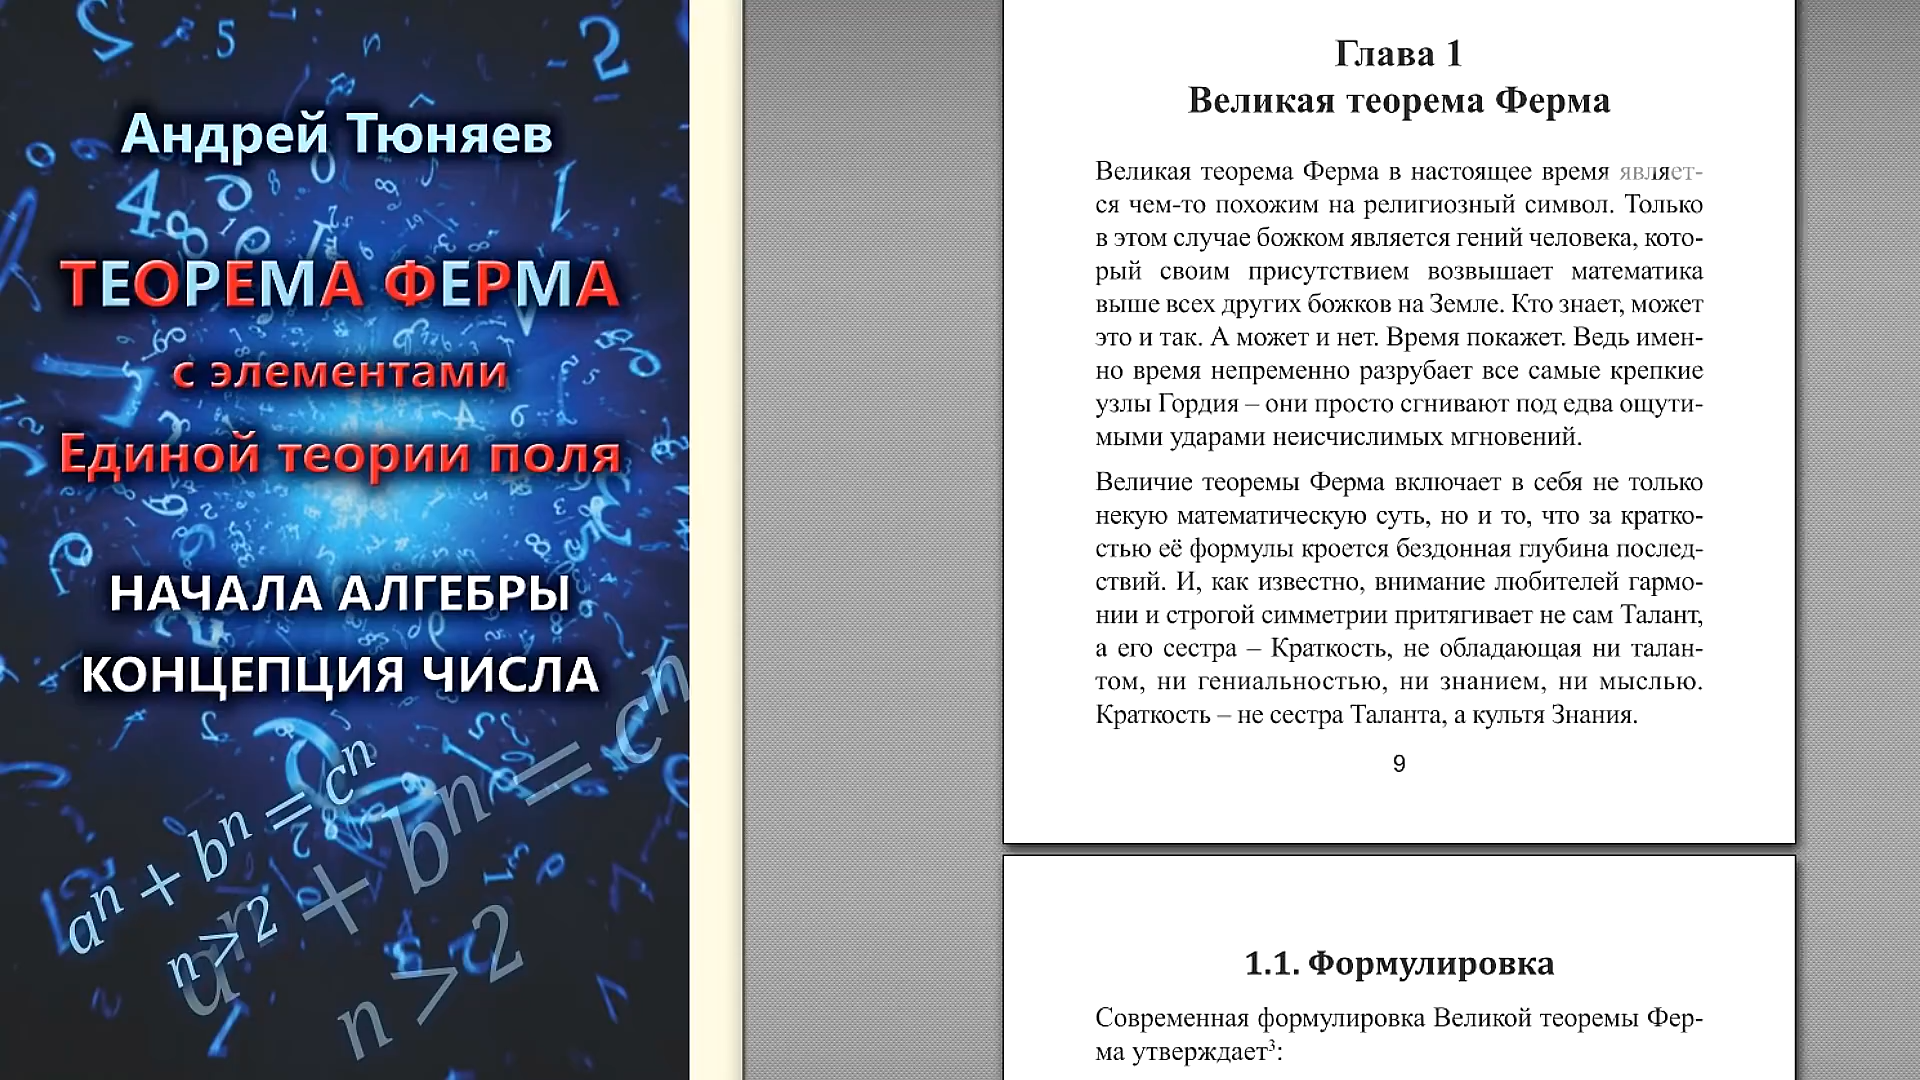 Андрей Тюняев
ТЕОРЕМА ФЕРМА
с элементами
Единой теории поля
НАЧАЛА АЛГЕБРЫ
КОНЦЕПЦИЯ ЧИСЛА
aⁿ + bⁿ = cⁿ
n > 2
aⁿ + bⁿ = cⁿ
n > 2
Глава 1
Великая теорема Ферма
Великая теорема Ферма в настоящее время являет-
ся чем-то похожим на религиозный символ. Только
в этом случае божком является гений человека, кото-
рый своим присутствием возвышает математика
выше всех других божков на Земле. Кто знает, может
это и так. А может и нет. Время покажет. Ведь имен-
но время непременно разрубает все самые крепкие
узлы Гордия – они просто сгнивают под едва ощути-
мыми ударами неисчислимых мгновений.
Величие теоремы Ферма включает в себя не только
некую математическую суть, но и то, что за кратко-
стью её формулы кроется бездонная глубина послед-
ствий. И, как известно, внимание любителей гармо-
нии и строгой симметрии притягивает не сам Талант,
а его сестра – Краткость, не обладающая ни талан-
том, ни гениальностью, ни знанием, ни мыслью.
Краткость – не сестра Таланта, а культя Знания.
9
1.1. Формулировка
Современная формулировка Великой теоремы Фер-
ма утверждает³: